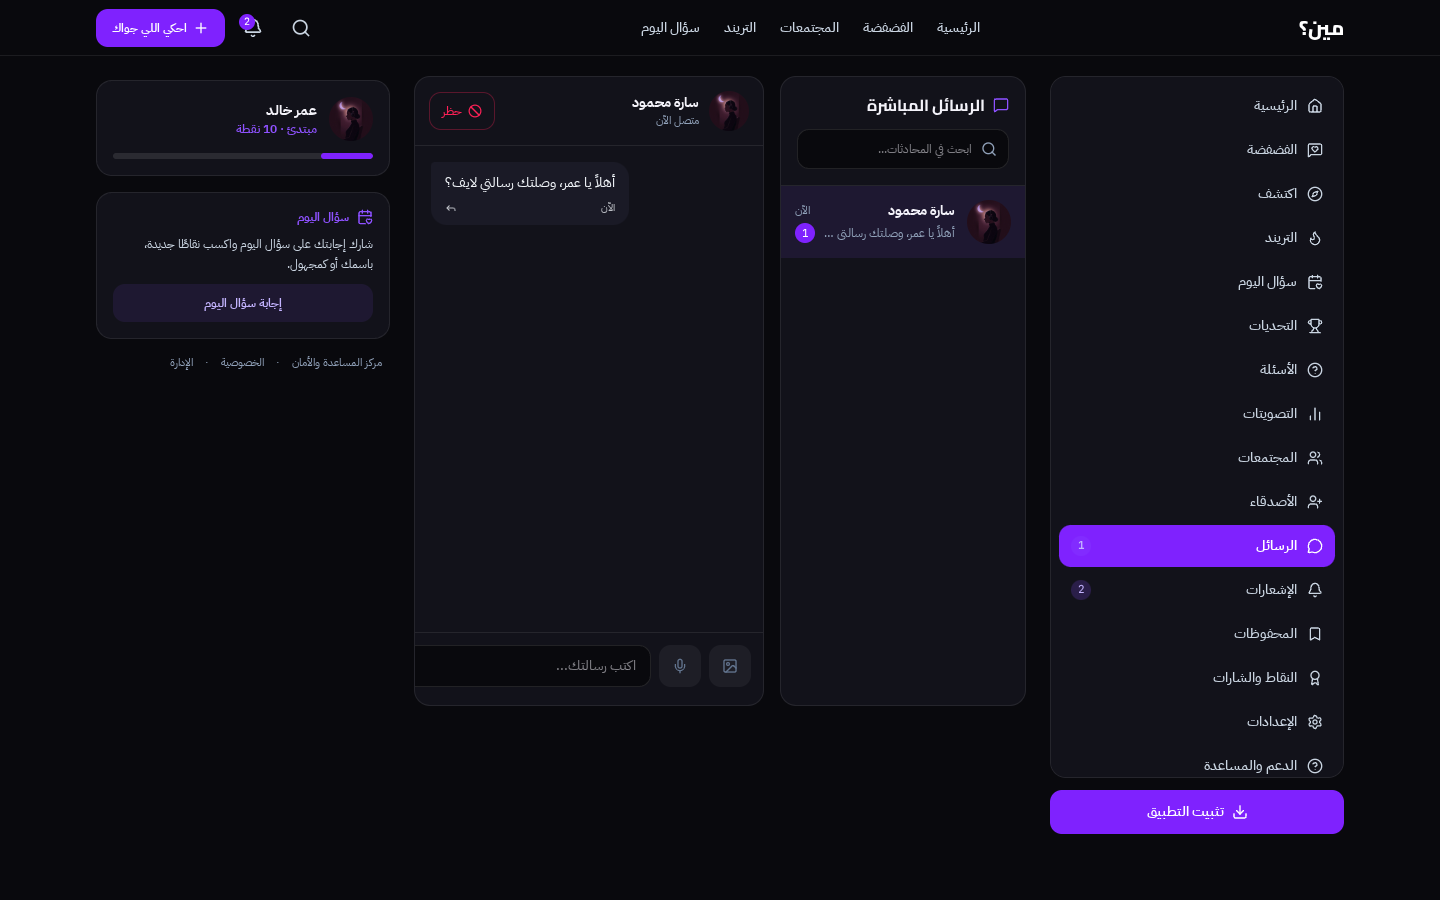 مين؟
الرئيسية
الفضفضة
المجتمعات
التريند
سؤال اليوم
2
احكي اللي جواك
الرئيسية
الفضفضة
اكتشف
التريند
سؤال اليوم
التحديات
الأسئلة
التصويتات
المجتمعات
الأصدقاء
الرسائل
1
الإشعارات
2
المحفوظات
النقاط والشارات
الإعدادات
الدعم والمساعدة
تثبيت التطبيق
الرسائل المباشرة
ابحث في المحادثات...
سارة محمود
الآن
أهلاً يا عمر، وصلتك رسالتي ...
1
سارة محمود
متصل الآن
حظر
أهلاً يا عمر، وصلتك رسالتي لايف؟
الآن
اكتب رسالتك...
عمر خالد
مبتدئ · 10 نقطة
سؤال اليوم
شارك إجابتك على سؤال اليوم واكسب نقاطًا جديدة،
باسمك أو كمجهول.
إجابة سؤال اليوم
مركز المساعدة والأمان · الخصوصية · الإدارة